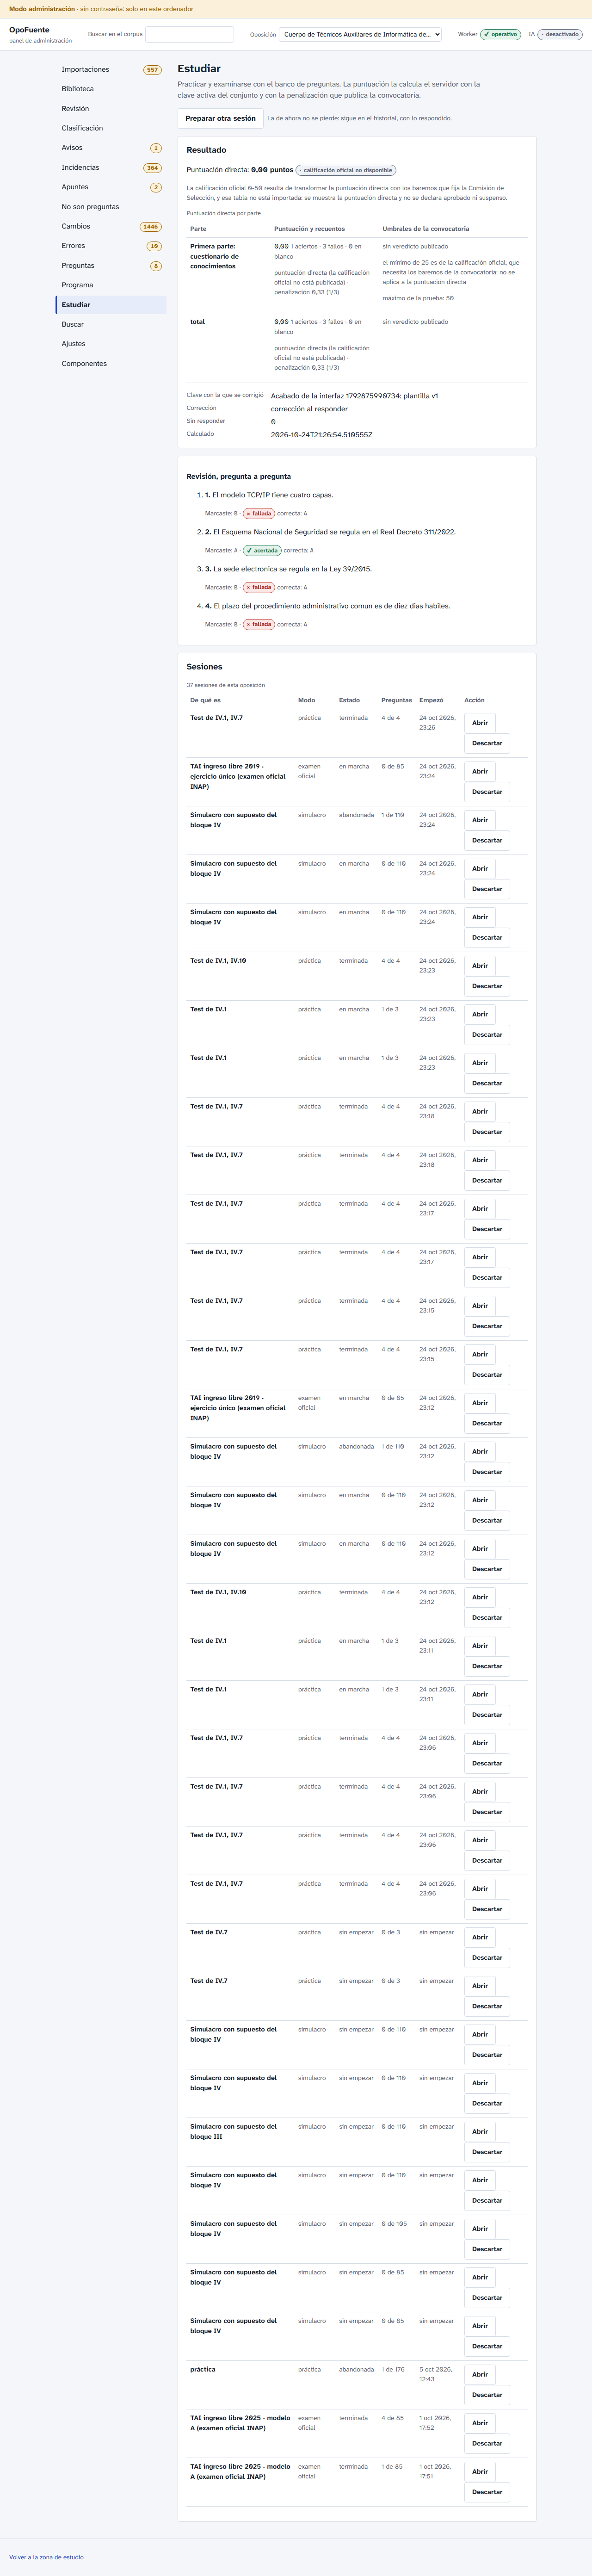 Modo administración · sin contraseña: solo en este ordenador
OpoFuente
panel de administración
Buscar en el corpus
Oposición
Cuerpo de Técnicos Auxiliares de Informática de...
Worker ✓ operativo
IA · desactivado
Importaciones 557
Biblioteca
Revisión
Clasificación
Avisos 1
Incidencias 364
Apuntes 2
No son preguntas
Cambios 1446
Errores 10
Preguntas 8
Programa
Estudiar
Buscar
Ajustes
Componentes
Estudiar
Practicar y examinarse con el banco de preguntas. La puntuación la calcula el servidor con la
clave activa del conjunto y con la penalización que publica la convocatoria.
Preparar otra sesión
La de ahora no se pierde: sigue en el historial, con lo respondido.
Resultado
Puntuación directa: 0,00 puntos · calificación oficial no disponible
La calificación oficial 0-50 resulta de transformar la puntuación directa con los baremos que fija la Comisión de
Selección, y esa tabla no está importada: se muestra la puntuación directa y no se declara aprobado ni suspenso.
Puntuación directa por parte
Parte Puntuación y recuentos Umbrales de la convocatoria
Primera parte:
cuestionario de
conocimientos
0,00 1 aciertos · 3 fallos · 0 en
blanco
puntuación directa (la calificación
oficial no está publicada) ·
penalización 0,33 (1/3)
sin veredicto publicado
el mínimo de 25 es de la calificación oficial, que
necesita los baremos de la convocatoria: no se
aplica a la puntuación directa
máximo de la prueba: 50
total
0,00 1 aciertos · 3 fallos · 0 en
blanco
puntuación directa (la calificación
oficial no está publicada) ·
penalización 0,33 (1/3)
sin veredicto publicado
Clave con la que se corrigió Acabado de la interfaz 1792875990734: plantilla v1
Corrección corrección al responder
Sin responder 0
Calculado 2026-10-24T21:26:54.510555Z
Revisión, pregunta a pregunta
1. 1. El modelo TCP/IP tiene cuatro capas.
Marcaste: B · × fallada correcta: A
2. 2. El Esquema Nacional de Seguridad se regula en el Real Decreto 311/2022.
Marcaste: A · ✓ acertada correcta: A
3. 3. La sede electronica se regula en la Ley 39/2015.
Marcaste: B · × fallada correcta: A
4. 4. El plazo del procedimiento administrativo comun es de diez dias habiles.
Marcaste: B · × fallada correcta: A
Sesiones
37 sesiones de esta oposición
De qué es Modo Estado Preguntas Empezó Acción
Test de IV.1, IV.7 práctica terminada 4 de 4 24 oct 2026, 23:26 Abrir Descartar
TAI ingreso libre 2019 - ejercicio único (examen oficial INAP) examen oficial en marcha 0 de 85 24 oct 2026, 23:24 Abrir Descartar
Simulacro con supuesto del bloque IV simulacro abandonada 1 de 110 24 oct 2026, 23:24 Abrir Descartar
Simulacro con supuesto del bloque IV simulacro en marcha 0 de 110 24 oct 2026, 23:24 Abrir Descartar
Simulacro con supuesto del bloque IV simulacro en marcha 0 de 110 24 oct 2026, 23:24 Abrir Descartar
Test de IV.1, IV.10 práctica terminada 4 de 4 24 oct 2026, 23:23 Abrir Descartar
Test de IV.1 práctica en marcha 1 de 3 24 oct 2026, 23:23 Abrir Descartar
Test de IV.1 práctica en marcha 1 de 3 24 oct 2026, 23:23 Abrir Descartar
Test de IV.1, IV.7 práctica terminada 4 de 4 24 oct 2026, 23:18 Abrir Descartar
Test de IV.1, IV.7 práctica terminada 4 de 4 24 oct 2026, 23:18 Abrir Descartar
Test de IV.1, IV.7 práctica terminada 4 de 4 24 oct 2026, 23:17 Abrir Descartar
Test de IV.1, IV.7 práctica terminada 4 de 4 24 oct 2026, 23:17 Abrir Descartar
Test de IV.1, IV.7 práctica terminada 4 de 4 24 oct 2026, 23:15 Abrir Descartar
Test de IV.1, IV.7 práctica terminada 4 de 4 24 oct 2026, 23:15 Abrir Descartar
TAI ingreso libre 2019 - ejercicio único (examen oficial INAP) examen oficial en marcha 0 de 85 24 oct 2026, 23:12 Abrir Descartar
Simulacro con supuesto del bloque IV simulacro abandonada 1 de 110 24 oct 2026, 23:12 Abrir Descartar
Simulacro con supuesto del bloque IV simulacro en marcha 0 de 110 24 oct 2026, 23:12 Abrir Descartar
Simulacro con supuesto del bloque IV simulacro en marcha 0 de 110 24 oct 2026, 23:12 Abrir Descartar
Test de IV.1, IV.10 práctica terminada 4 de 4 24 oct 2026, 23:12 Abrir Descartar
Test de IV.1 práctica en marcha 1 de 3 24 oct 2026, 23:11 Abrir Descartar
Test de IV.1 práctica en marcha 1 de 3 24 oct 2026, 23:11 Abrir Descartar
Test de IV.1, IV.7 práctica terminada 4 de 4 24 oct 2026, 23:06 Abrir Descartar
Test de IV.1, IV.7 práctica terminada 4 de 4 24 oct 2026, 23:06 Abrir Descartar
Test de IV.1, IV.7 práctica terminada 4 de 4 24 oct 2026, 23:06 Abrir Descartar
Test de IV.1, IV.7 práctica terminada 4 de 4 24 oct 2026, 23:06 Abrir Descartar
Test de IV.7 práctica sin empezar 0 de 3 sin empezar Abrir Descartar
Test de IV.7 práctica sin empezar 0 de 3 sin empezar Abrir Descartar
Simulacro con supuesto del bloque IV simulacro sin empezar 0 de 110 sin empezar Abrir Descartar
Simulacro con supuesto del bloque IV simulacro sin empezar 0 de 110 sin empezar Abrir Descartar
Simulacro con supuesto del bloque III simulacro sin empezar 0 de 110 sin empezar Abrir Descartar
Simulacro con supuesto del bloque IV simulacro sin empezar 0 de 110 sin empezar Abrir Descartar
Simulacro con supuesto del bloque IV simulacro sin empezar 0 de 105 sin empezar Abrir Descartar
Simulacro con supuesto del bloque IV simulacro sin empezar 0 de 85 sin empezar Abrir Descartar
Simulacro con supuesto del bloque IV simulacro sin empezar 0 de 85 sin empezar Abrir Descartar
práctica práctica abandonada 1 de 176 5 oct 2026, 12:43 Abrir Descartar
TAI ingreso libre 2025 - modelo A (examen oficial INAP) examen oficial terminada 4 de 85 1 oct 2026, 17:52 Abrir Descartar
TAI ingreso libre 2025 - modelo A (examen oficial INAP) examen oficial terminada 1 de 85 1 oct 2026, 17:51 Abrir Descartar
Volver a la zona de estudio